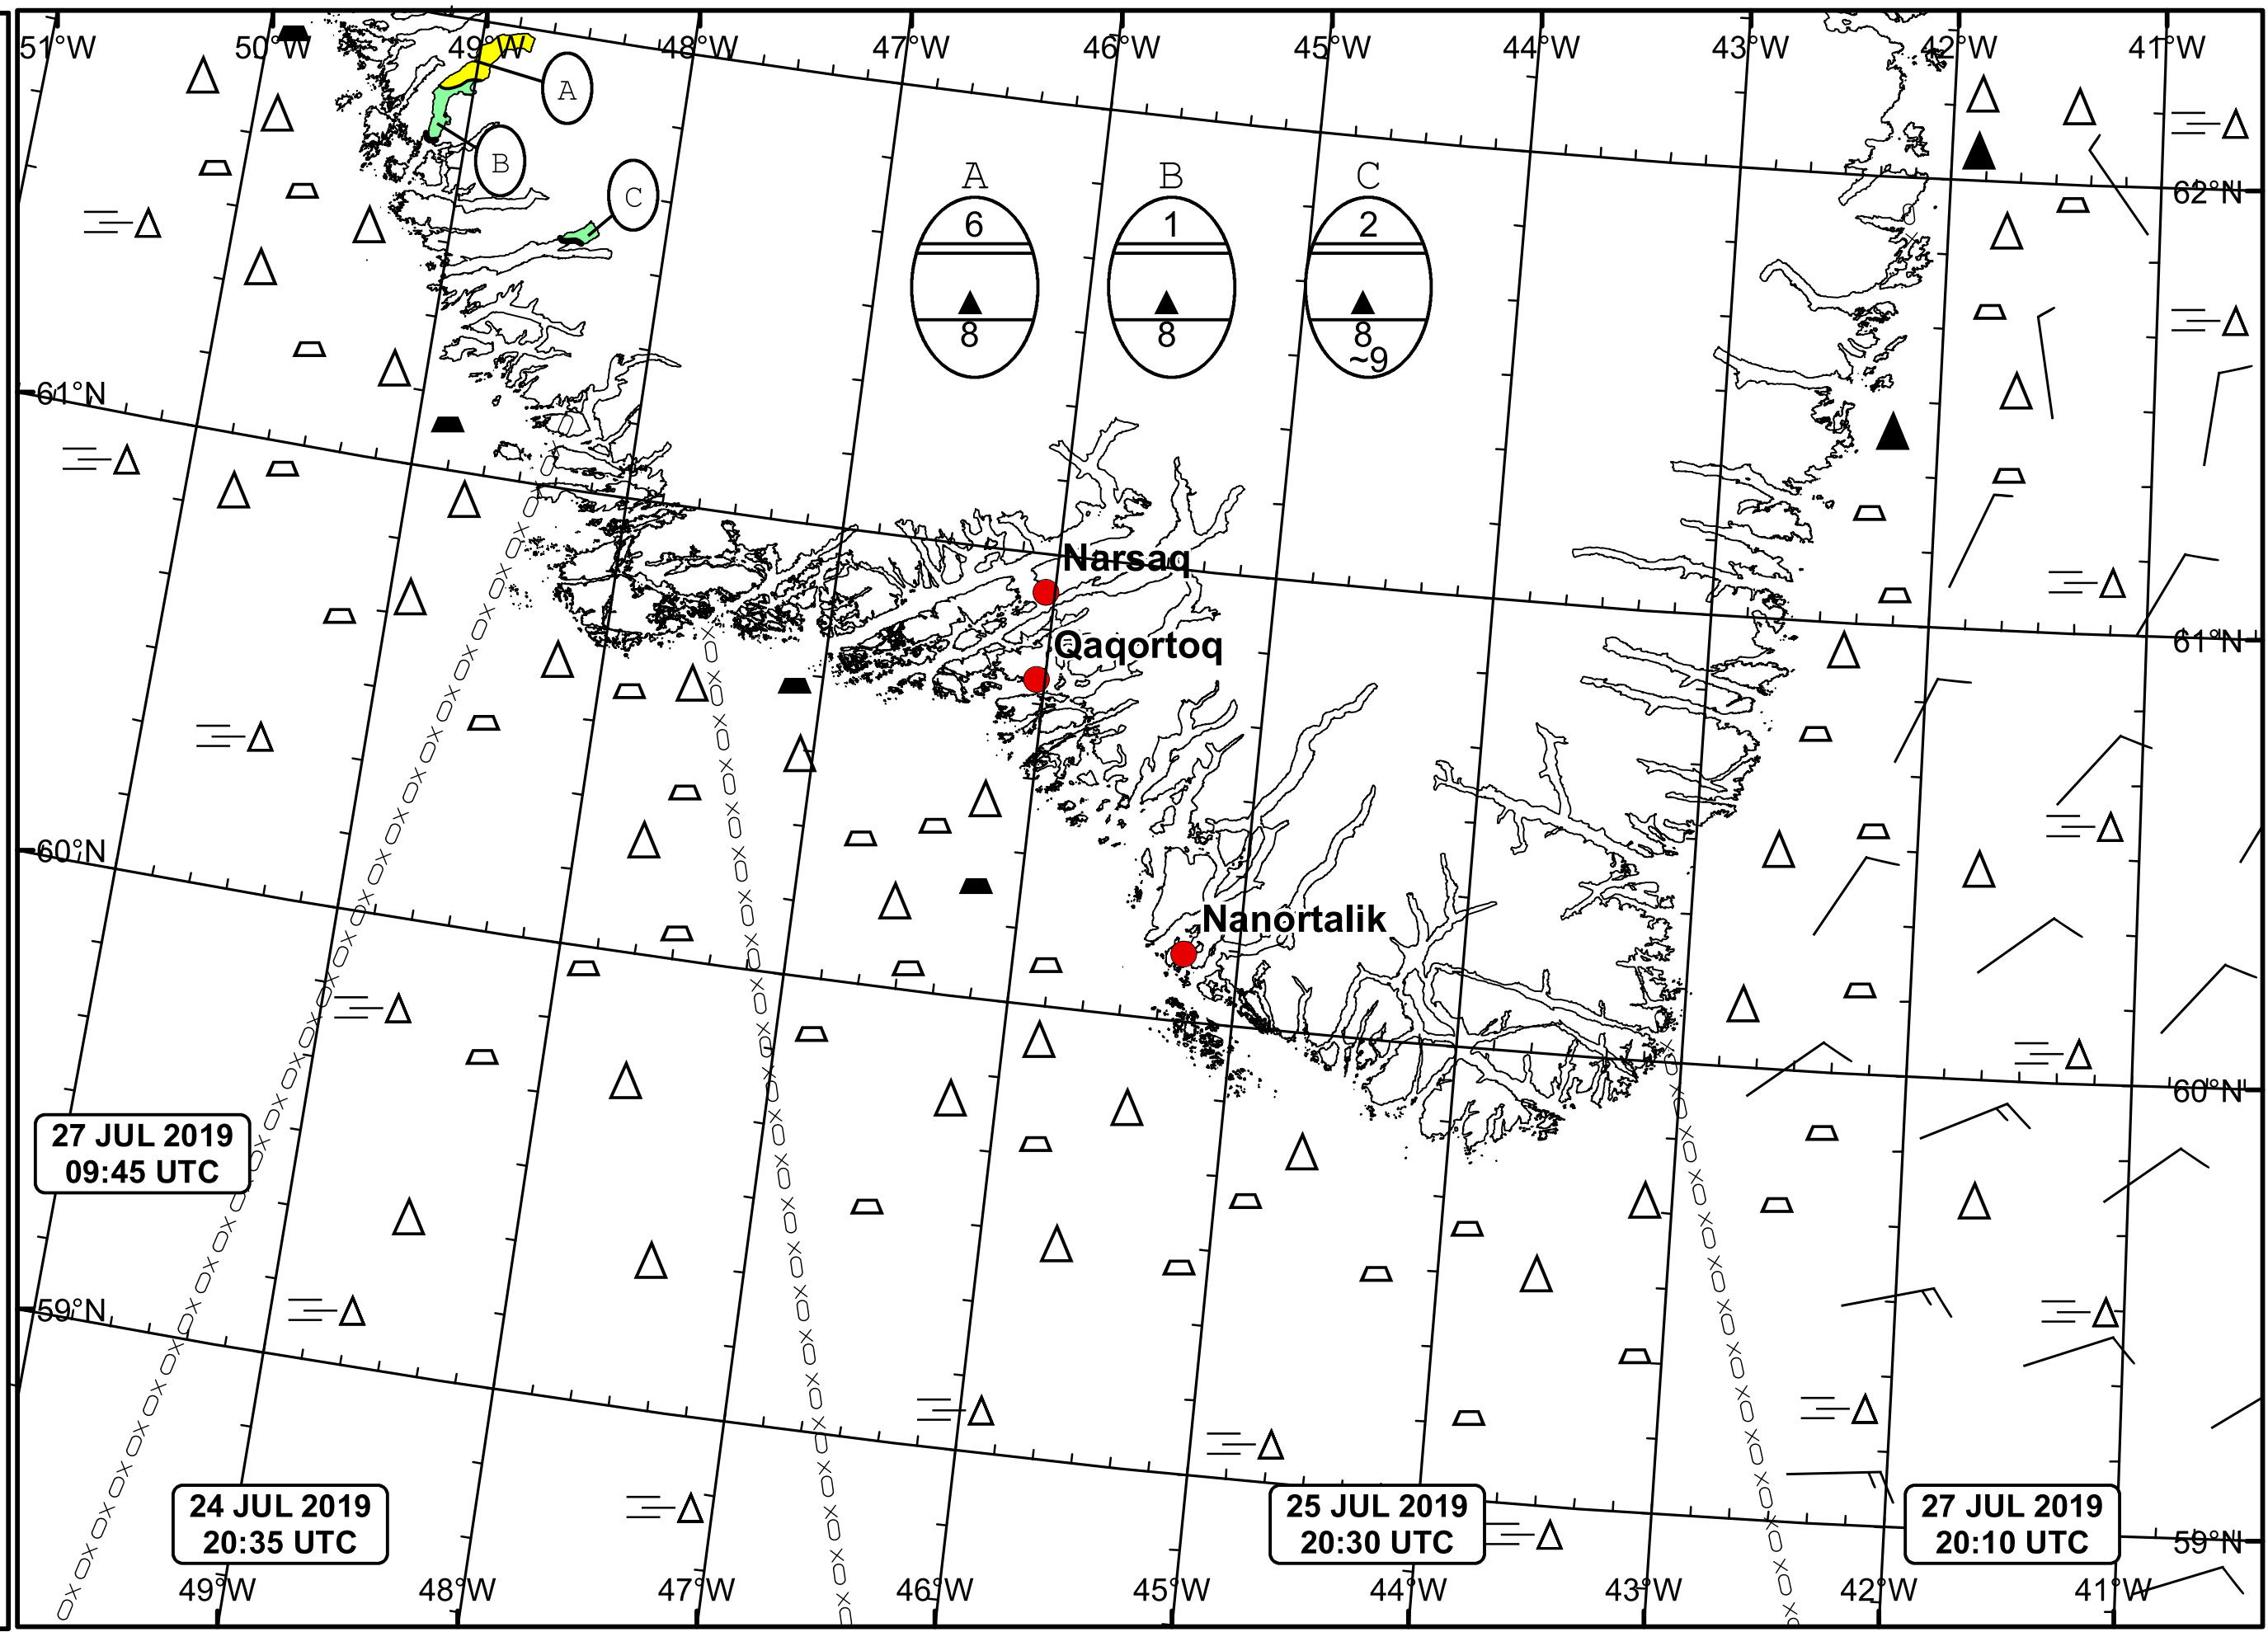 51°W 50°W 49°W 48°W 47°W 46°W 45°W 44°W 43°W 42°W 41°W
A
B
C
A B C
6 1 2
8 8 8
~9
62°N
61°N
61°N
60°N
60°N
59°N
59°N
Narsaq
Qaqortoq
Nanortalik
27 JUL 2019
09:45 UTC
24 JUL 2019
20:35 UTC
25 JUL 2019
20:30 UTC
27 JUL 2019
20:10 UTC
49°W 48°W 47°W 46°W 45°W 44°W 43°W 42°W 41°W